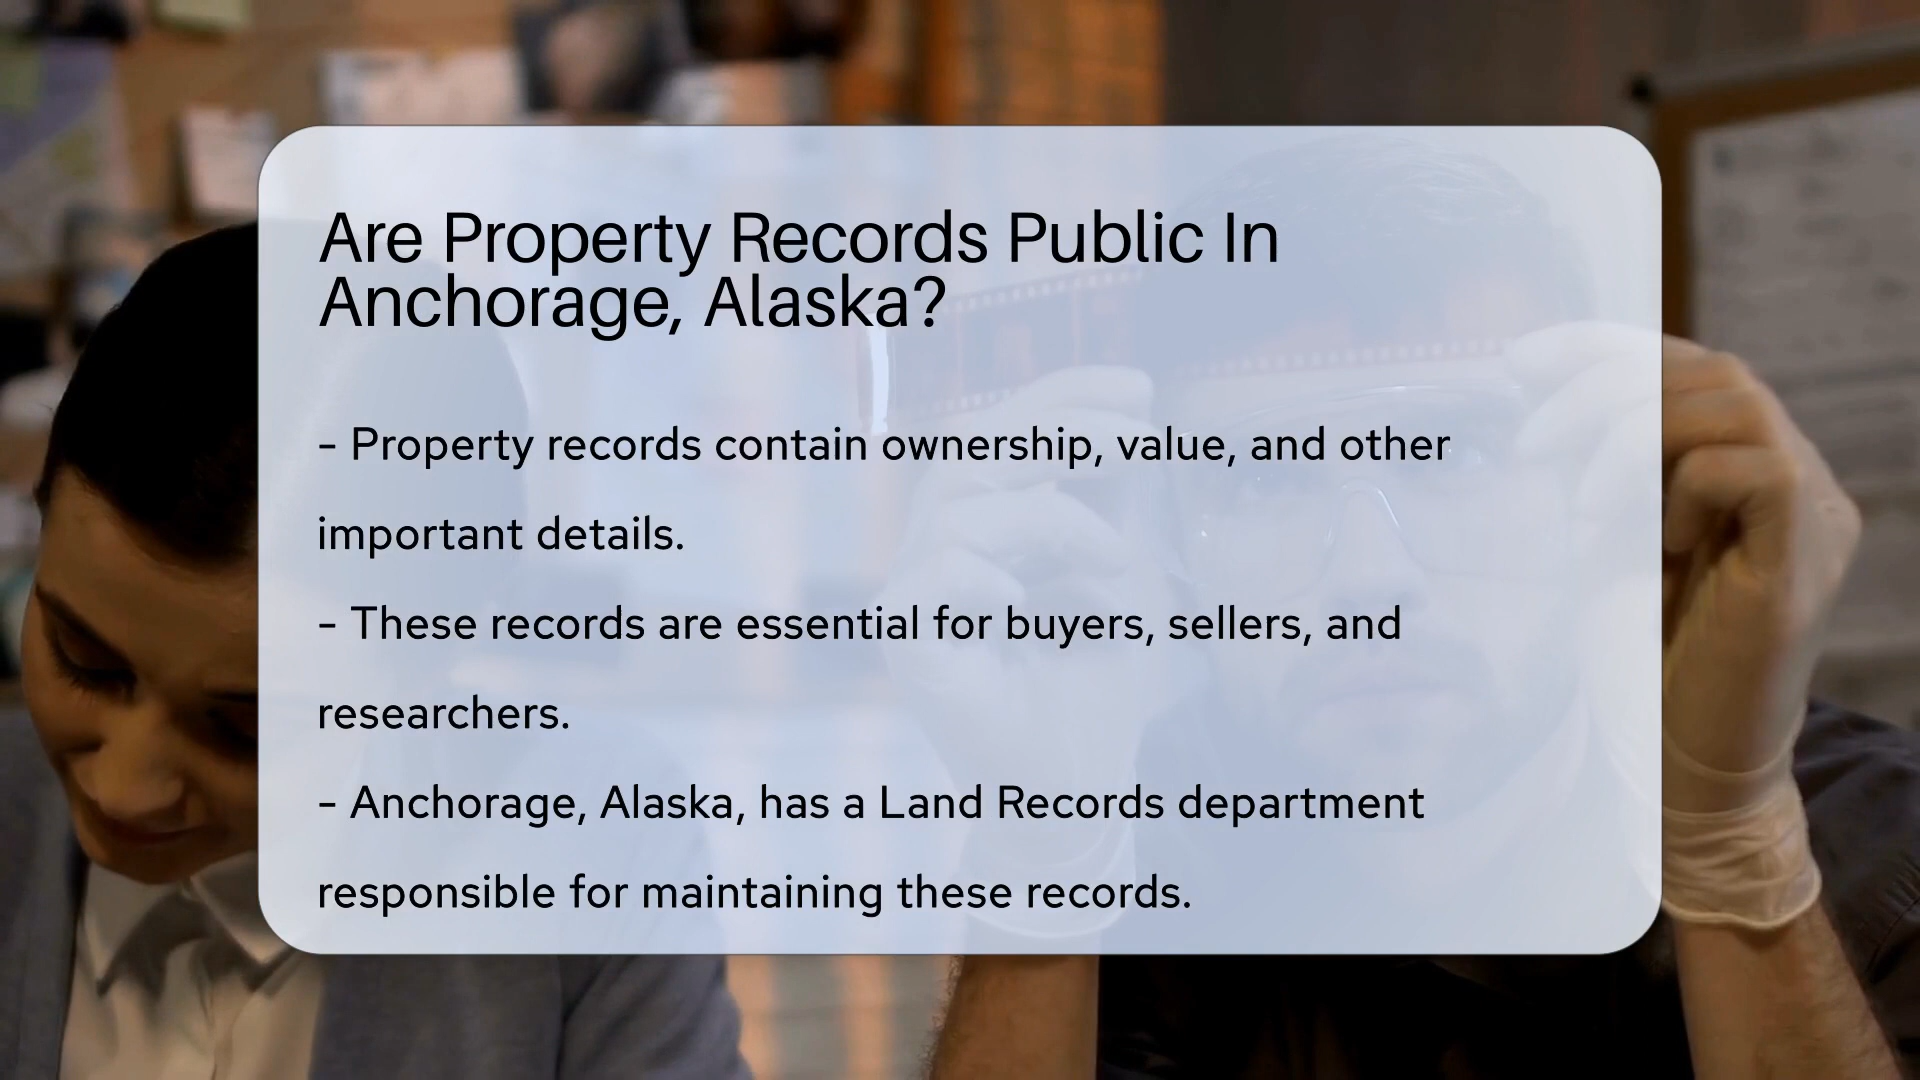 Are Property Records Public In
Anchorage, Alaska?
- Property records contain ownership, value, and other
important details.
- These records are essential for buyers, sellers, and
researchers.
- Anchorage, Alaska, has a Land Records department
responsible for maintaining these records.